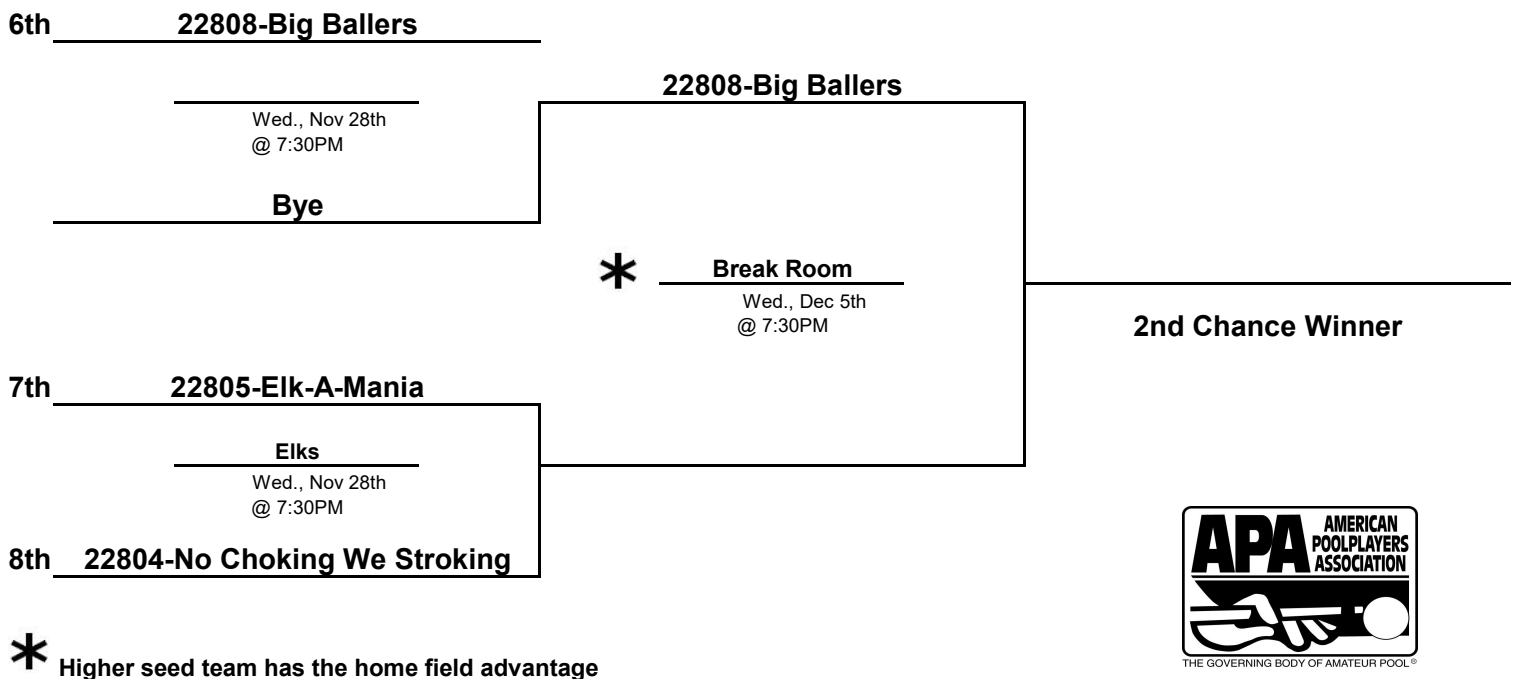 6th 22808-Big Ballers
22808-Big Ballers
Wed., Nov 28th
@ 7:30PM
Bye
* Break Room
Wed., Dec 5th
@ 7:30PM
2nd Chance Winner
7th 22805-Elk-A-Mania
Elks
Wed., Nov 28th
@ 7:30PM
8th 22804-No Choking We Stroking
APA AMERICAN
POOLPLAYERS
ASSOCIATION
THE GOVERNING BODY OF AMATEUR POOL®
* Higher seed team has the home field advantage